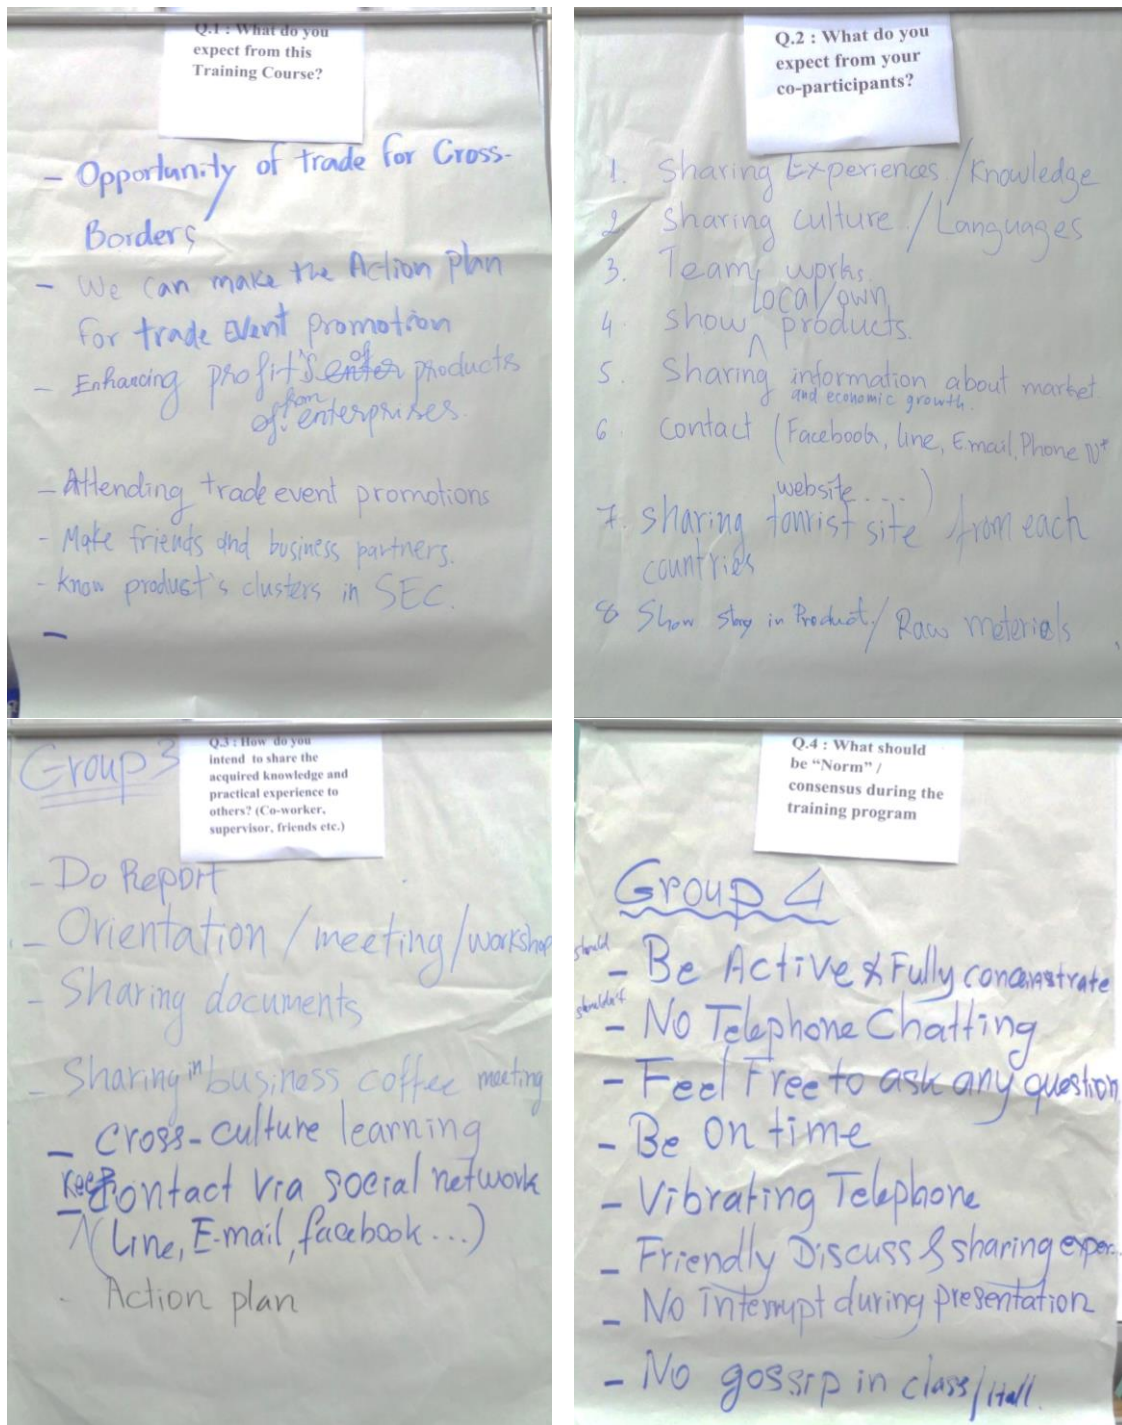 Q.1 : What do you
expect from this
Training Course?
- Opportunity of trade for Cross-
Borders
- We can make the Action plan
for trade Event promotion
- Enhancing profit's of products
from
of enterprises.
- Attending trade event promotions
- Make friends and business partners.
- Know product's clusters in SEC.
-
Q.2 : What do you
expect from your
co-participants?
1. Sharing Experiences / Knowledge
2. Sharing culture / Languages
3. Team works.
local/own
4. show ^ products.
5. Sharing information about market
and economic growth.
6. contact (Facebook, line, Email, Phone
website....)
7. sharing tourist site from each
countries
8 Show in Product / Raw materials
Group 3
Q.3 : How do you
intend to share the
acquired knowledge and
practical experience to
others? (Co-worker,
supervisor, friends etc.)
- Do Report
- Orientation / meeting / workshop
- Sharing documents
- Sharing in business coffee meeting
- Cross-culture learning
- Keep contact via social network
(Line, E-mail, facebook...)
- Action plan
Q.4 : What should
be “Norm” /
consensus during the
training program
Group 4
should
- Be Active & Fully concenstrate
shouldn't
- No Telephone Chatting
- Feel Free to ask any question
- Be On time
- Vibrating Telephone
- Friendly Discuss & sharing exper..
- No interrupt during presentation
- No gossip in class/Hall.